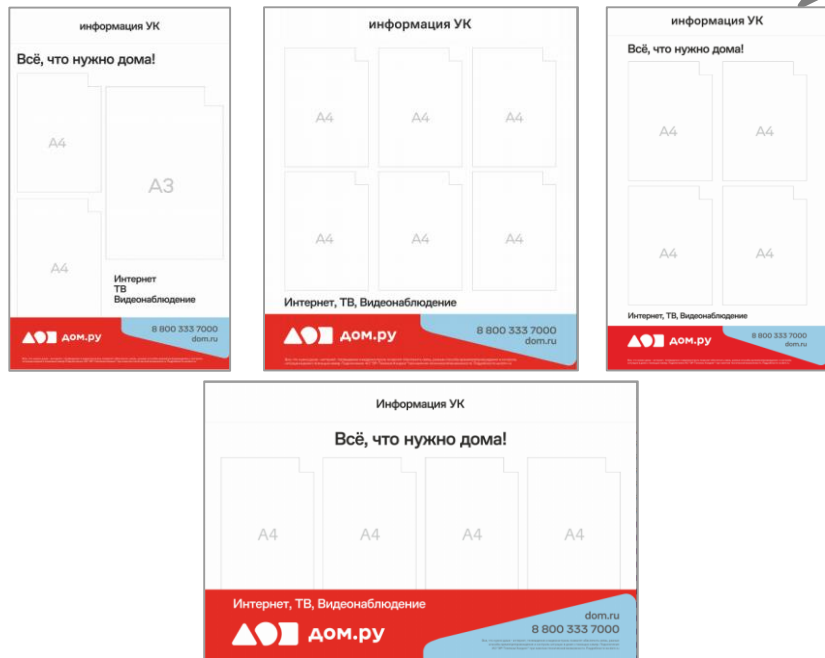 информация УК
Всё, что нужно дома!
А4
А3
А4
Интернет
ТВ
Видеонаблюдение
дом.ру
8 800 333 7000
dom.ru
информация УК
А4
А4
А4
А4
А4
А4
Интернет, ТВ, Видеонаблюдение
дом.ру
8 800 333 7000
dom.ru
информация УК
Всё, что нужно дома!
А4
А4
А4
А4
Интернет, ТВ, Видеонаблюдение
дом.ру
8 800 333 7000
dom.ru
Информация УК
Всё, что нужно дома!
А4
А4
А4
А4
Интернет, ТВ, Видеонаблюдение
дом.ру
dom.ru
8 800 333 7000